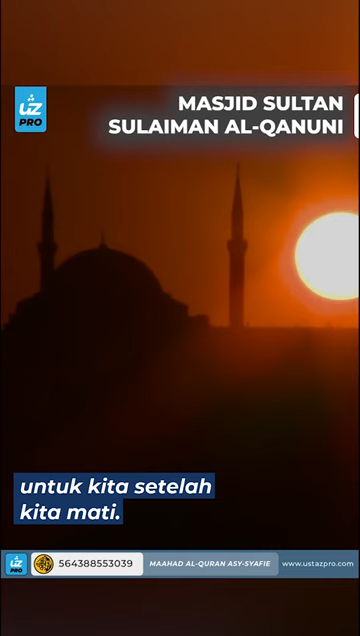 UZ
PRO
MASJID SULTAN
SULAIMAN AL-QANUNI
untuk kita setelah
kita mati.
UZ
PRO
564388553039
MAAHAD AL-QURAN ASY-SYAFIE
www.ustazpro.com